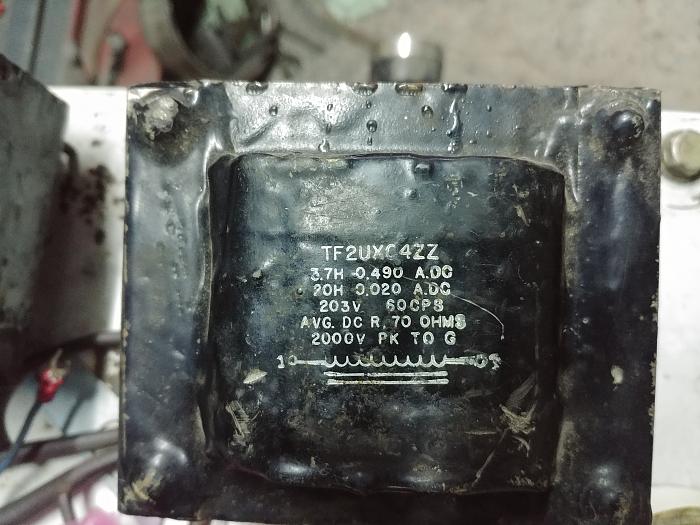 TF2UXC4ZZ
3.7H 0.490 A.DC
20H 0.020 A.DC
203V 60CPS
AVG. DC R. 70 OHMS
2000V PK TO G